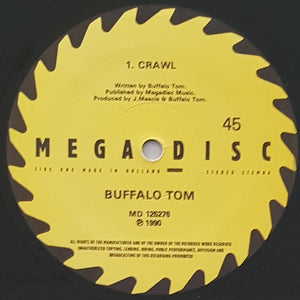 1. CRAWL
Written by Buffalo Tom.
Published by Megadisc Music.
Produced by J.Mascis & Buffalo Tom.
45
MEGADISC
SIDE ONE MADE IN HOLLAND STEREO STEMRA
BUFFALO TOM
MD 125276
℗ 1990
ALL RIGHTS OF THE MANUFACTURER AND OF THE OWNER OF THE RECORDED WORK RESERVED.
UNAUTHORIZED COPYING, LENDING, HIRING, PUBLIC PERFORMANCE, DIFFUSION AND
BROADCASTING OF THIS RECORDING PROHIBITED